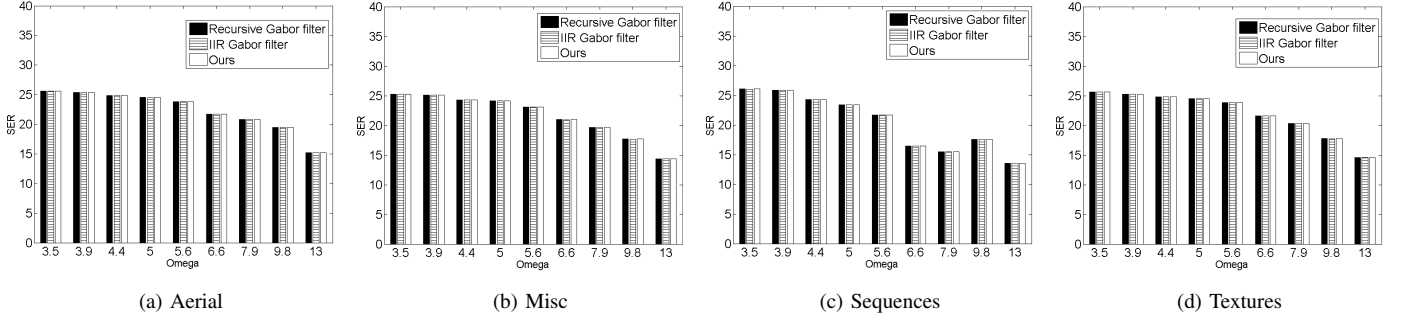 40
35
30
25
20
15
10
5
0
SER
Recursive Gabor filter
IIR Gabor filter
Ours
3.5 3.9 4.4 5 5.6 6.6 7.9 9.8 13
Omega
(a) Aerial
40
35
30
25
20
15
10
5
0
SER
Recursive Gabor filter
IIR Gabor filter
Ours
3.5 3.9 4.4 5 5.6 6.6 7.9 9.8 13
Omega
(b) Misc
40
35
30
25
20
15
10
5
0
SER
Recursive Gabor filter
IIR Gabor filter
Ours
3.5 3.9 4.4 5 5.6 6.6 7.9 9.8 13
Omega
(c) Sequences
40
35
30
25
20
15
10
5
0
SER
Recursive Gabor filter
IIR Gabor filter
Ours
3.5 3.9 4.4 5 5.6 6.6 7.9 9.8 13
Omega
(d) Textures